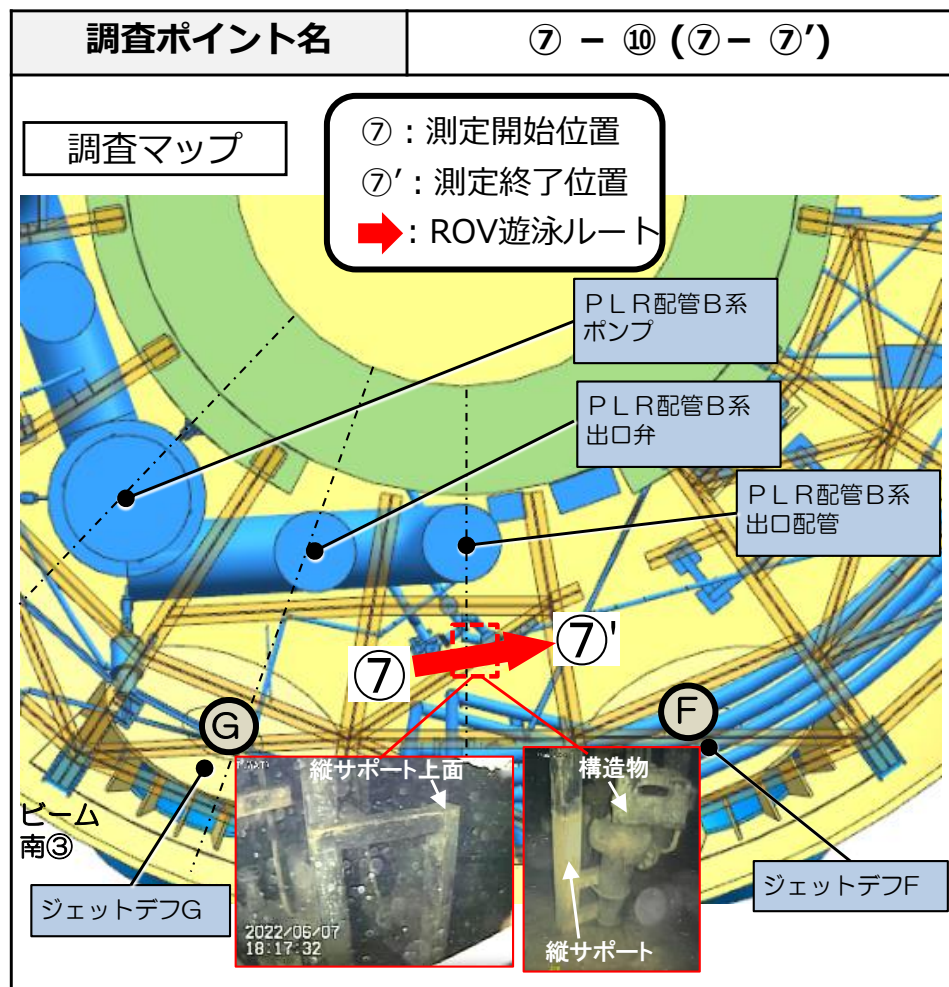 調査ポイント名
⑦ － ⑩ (⑦－ ⑦’)
調査マップ
⑦：測定開始位置
⑦’：測定終了位置
：ROV遊泳ルート
ＰＬＲ配管Ｂ系
ポンプ
ＰＬＲ配管Ｂ系
出口弁
ＰＬＲ配管Ｂ系
出口配管
⑦
⑦'
G
F
縦サポート上面
構造物
ビーム
南③
ジェットデフG
ジェットデフF
2022/06/07
18:17:32
縦サポート